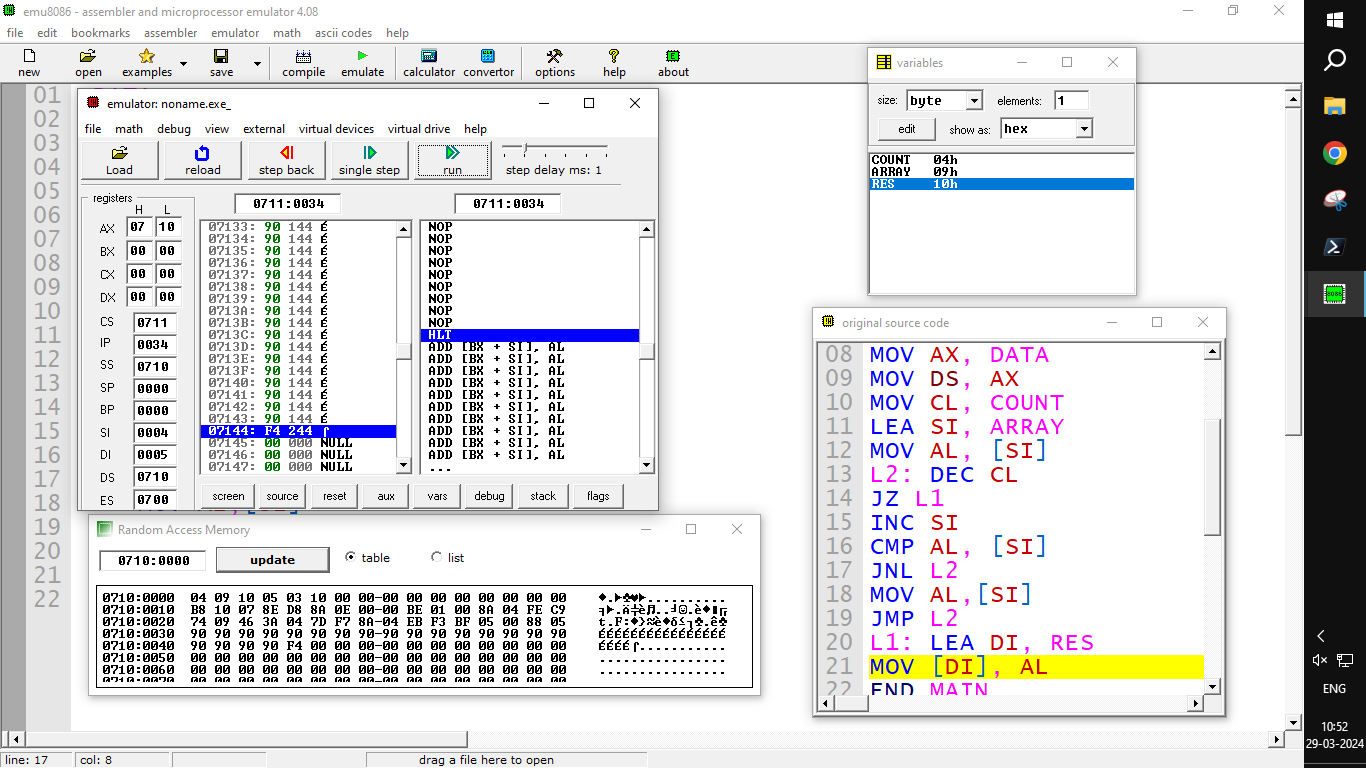 emu8086 - assembler and microprocessor emulator 4.08
file edit bookmarks assembler emulator math ascii codes help
new open examples save compile emulate calculator convertor options help about
01
02
03
04
05
06
07
08
09
10
11
12
13
14
15
16
17
18
19
20
21
22
emulator: noname.exe_
file math debug view external virtual devices virtual drive help
Load reload step back single step run step delay ms: 1
registers
H L
AX 07 10
BX 00 00
CX 00 00
DX 00 00
CS 0711
IP 0034
SS 0710
SP 0000
BP 0000
SI 0004
DI 0005
DS 0710
ES 0700
0711:0034 0711:0034
07133: 90 144 É
07134: 90 144 É
07135: 90 144 É
07136: 90 144 É
07137: 90 144 É
07138: 90 144 É
07139: 90 144 É
0713A: 90 144 É
0713B: 90 144 É
0713C: 90 144 É
0713D: 90 144 É
0713E: 90 144 É
0713F: 90 144 É
07140: 90 144 É
07141: 90 144 É
07142: 90 144 É
07143: 90 144 É
07144: F4 244 ⌠
07145: 00 000 NULL
07146: 00 000 NULL
07147: 00 000 NULL
NOP
NOP
NOP
NOP
NOP
NOP
NOP
NOP
NOP
HLT
ADD [BX + SI], AL
ADD [BX + SI], AL
ADD [BX + SI], AL
ADD [BX + SI], AL
ADD [BX + SI], AL
ADD [BX + SI], AL
ADD [BX + SI], AL
ADD [BX + SI], AL
ADD [BX + SI], AL
ADD [BX + SI], AL
...
screen source reset aux vars debug stack flags
Random Access Memory
0710:0000 update table list
0710:0000 04 09 10 05 03 10 00 00-00 00 00 00 00 00 00 00
0710:0010 B8 10 07 8E D8 8A 0E 00-00 BE 01 00 8A 04 FE C9
0710:0020 74 09 46 3A 04 7D F7 8A-04 EB F3 BF 05 00 88 05
0710:0030 90 90 90 90 90 90 90 90-90 90 90 90 90 90 90 90
0710:0040 90 90 90 90 F4 00 00 00-00 00 00 00 00 00 00 00
0710:0050 00 00 00 00 00 00 00 00-00 00 00 00 00 00 00 00
0710:0060 00 00 00 00 00 00 00 00-00 00 00 00 00 00 00 00
variables
size: byte elements: 1
edit show as: hex
COUNT 04h
ARRAY 09h
RES 10h
original source code
08 MOV AX, DATA
09 MOV DS, AX
10 MOV CL, COUNT
11 LEA SI, ARRAY
12 MOV AL, [SI]
13 L2: DEC CL
14 JZ L1
15 INC SI
16 CMP AL, [SI]
17 JNL L2
18 MOV AL,[SI]
19 JMP L2
20 L1: LEA DI, RES
21 MOV [DI], AL
22 END MAIN
line: 17 col: 8 drag a file here to open
8086
ENG
10:52
29-03-2024